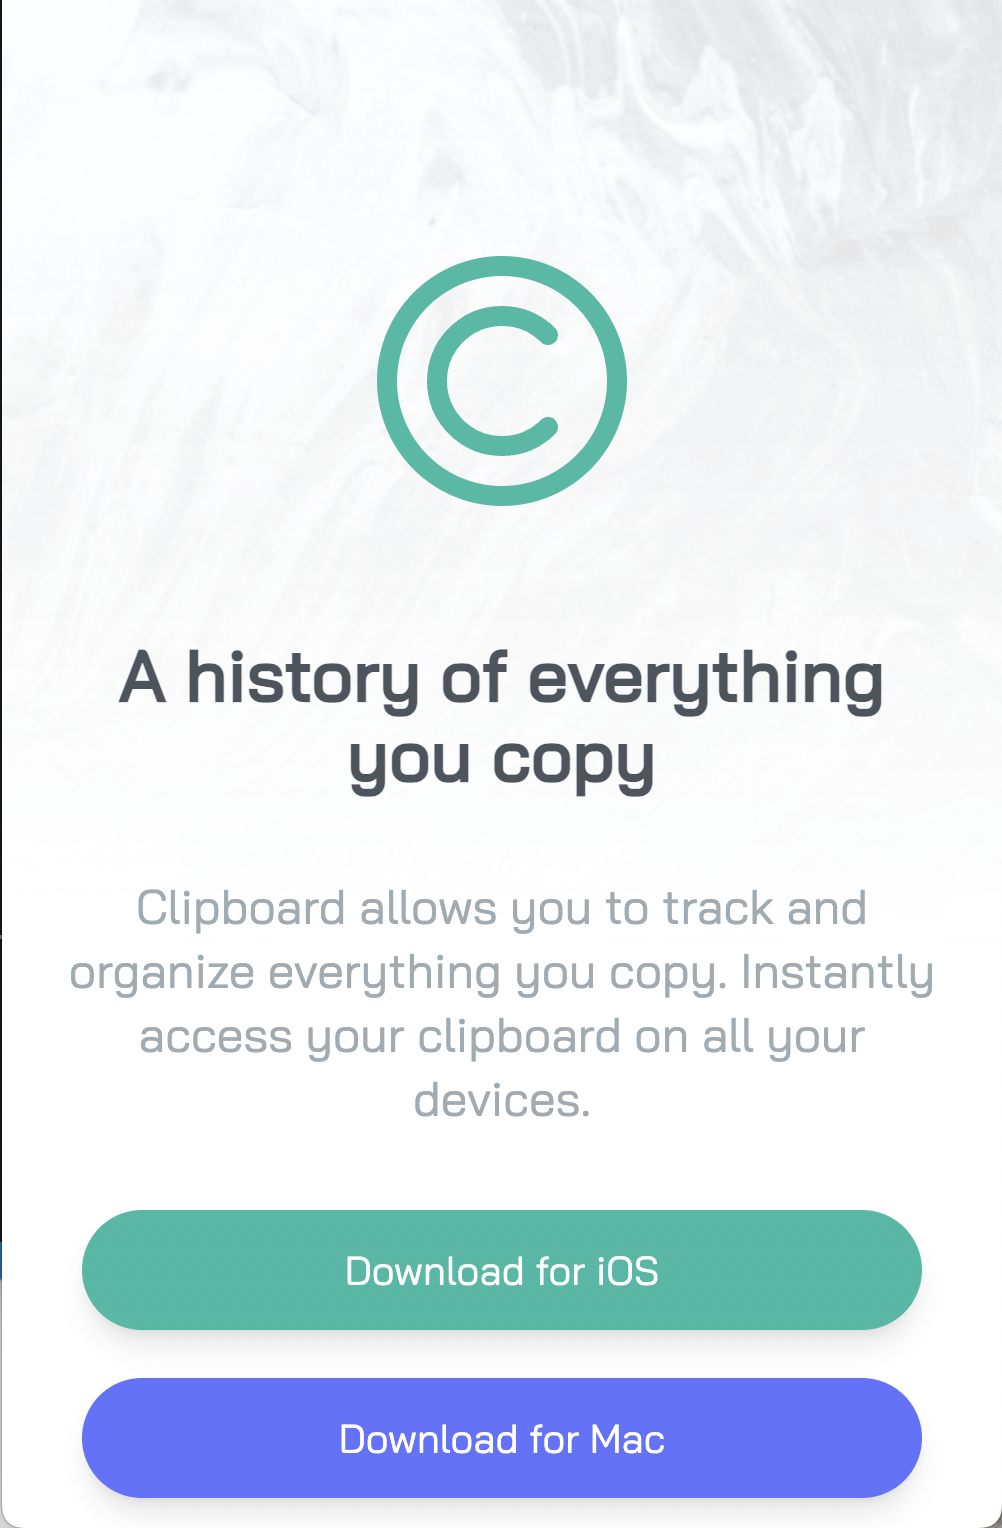 C
A history of everything
you copy
Clipboard allows you to track and
organize everything you copy. Instantly
access your clipboard on all your
devices.
Download for iOS
Download for Mac